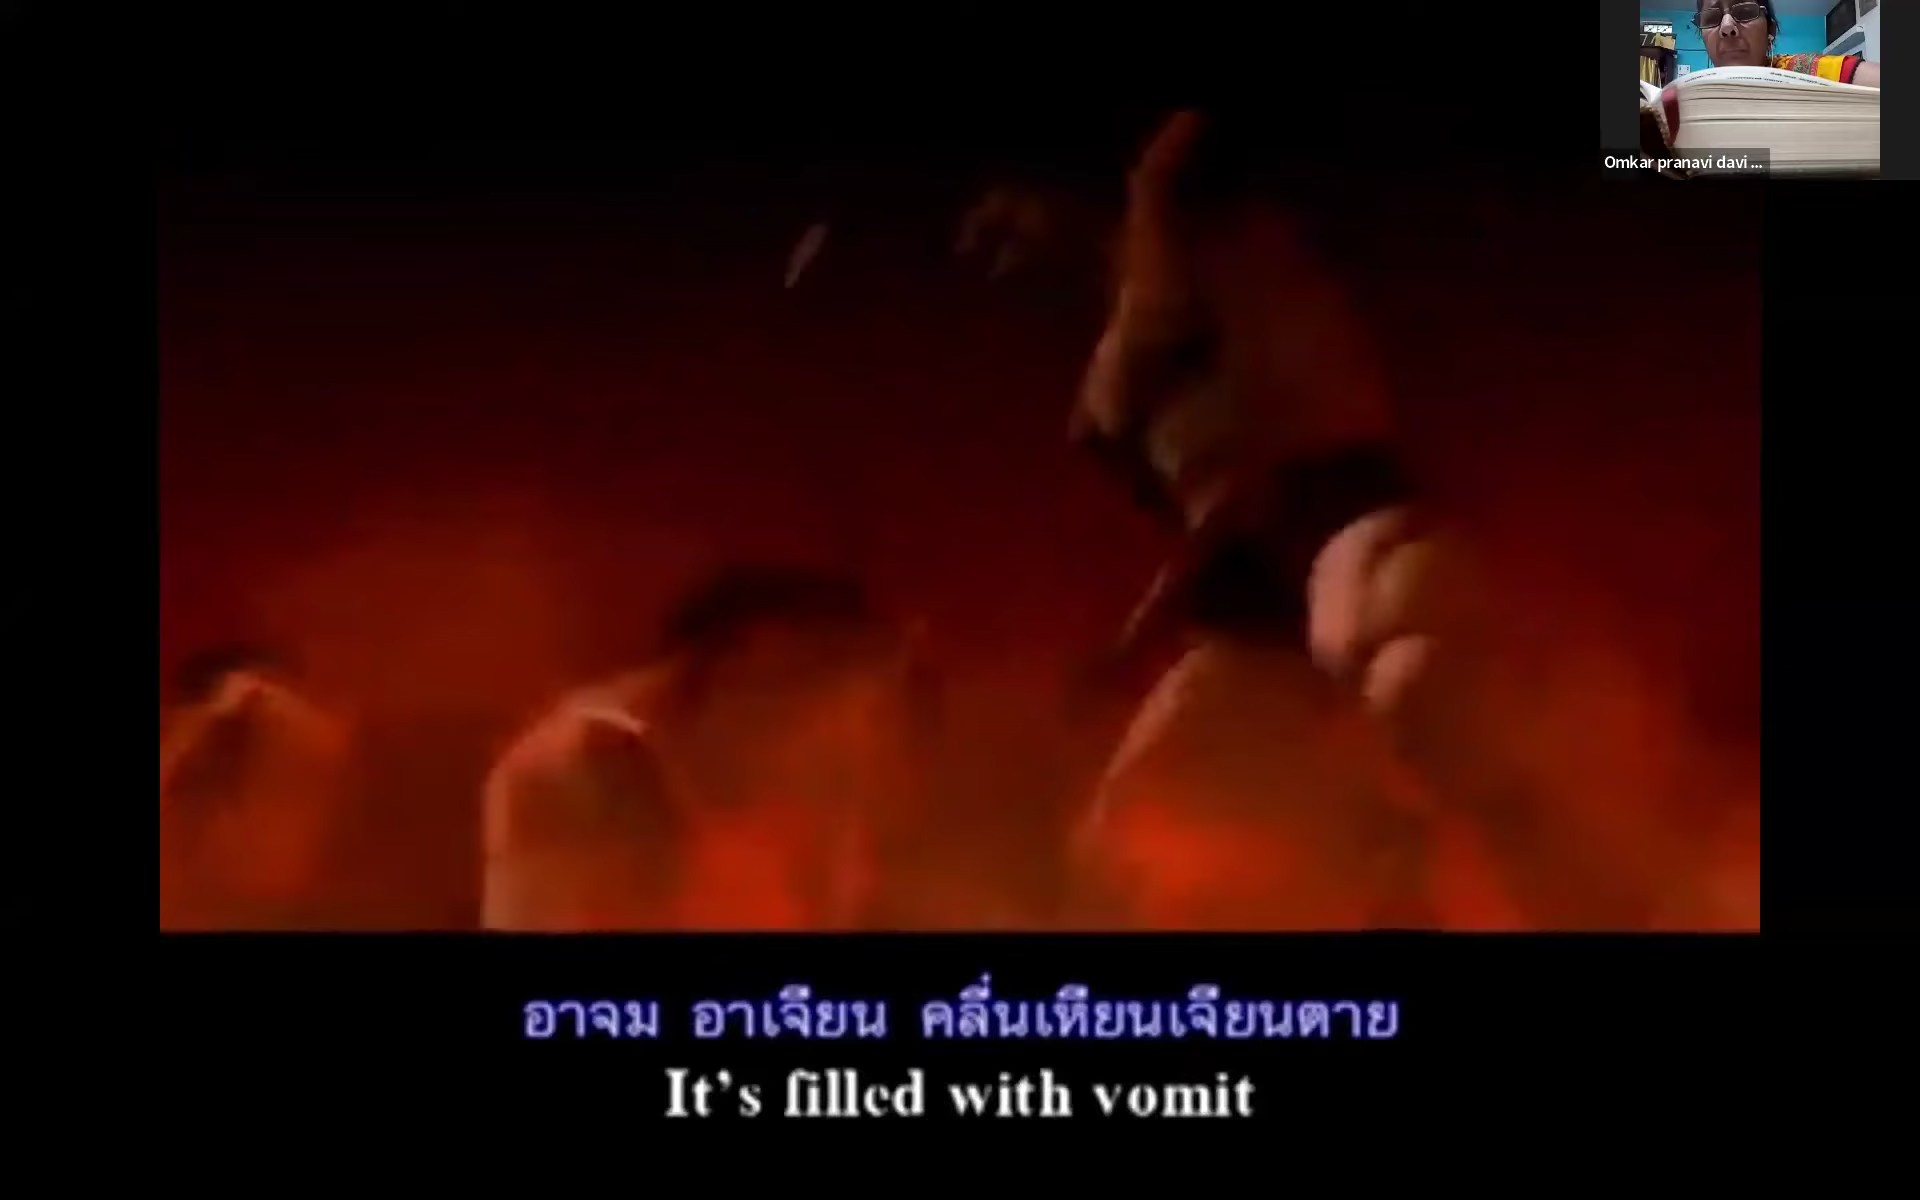 Omkar pranavi davi ...
อาจม อาเจียน คลื่นเหียนเจียนตาย
It's filled with vomit